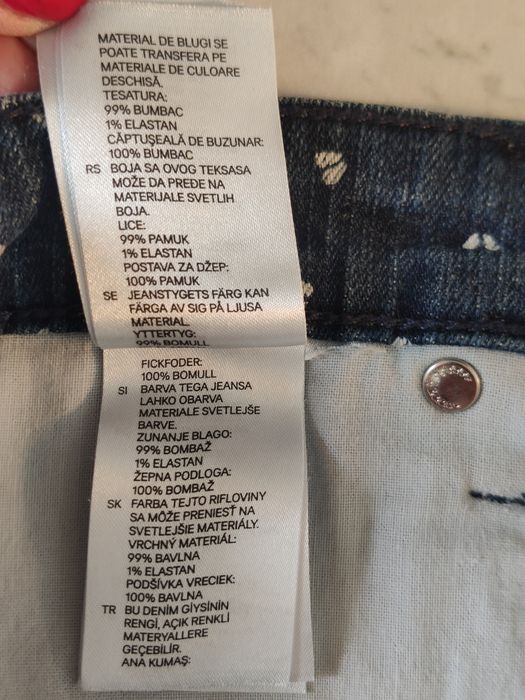 MATERIAL DE BLUGI SE
POATE TRANSFERA PE
MATERIALE DE CULOARE
DESCHISĂ.
TESATURA:
99% BUMBAC
1% ELASTAN
CĂPTUŞEALĂ DE BUZUNAR:
100% BUMBAC
RS BOJA SA OVOG TEKSASA
MOŽE DA PREĐE NA
MATERIJALE SVETLIH
BOJA.
LICE:
99% PAMUK
1% ELASTAN
POSTAVA ZA DŽEP:
100% PAMUK
SE JEANSTYGETS FÄRG KAN
FÄRGA AV SIG PÅ LJUSA
MATERIAL.
YTTERTYG:
99% BOMULL
FICKFODER:
100% BOMULL
SI BARVA TEGA JEANSA
LAHKO OBARVA
MATERIALE SVETLEJŠE
BARVE.
ZUNANJE BLAGO:
99% BOMBAŽ
1% ELASTAN
ŽEPNA PODLOGA:
100% BOMBAŽ
SK FARBA TEJTO RIFLOVINY
SA MÔŽE PRENIESŤ NA
SVETLEJŠIE MATERIÁLY.
VRCHNÝ MATERIÁL:
99% BAVLNA
1% ELASTAN
PODŠÍVKA VRECIEK:
100% BAVLNA
TR BU DENİM GİYSİNİN
RENGİ, AÇIK RENKLİ
MATERYALLERE
GEÇEBİLİR.
ANA KUMAŞ: